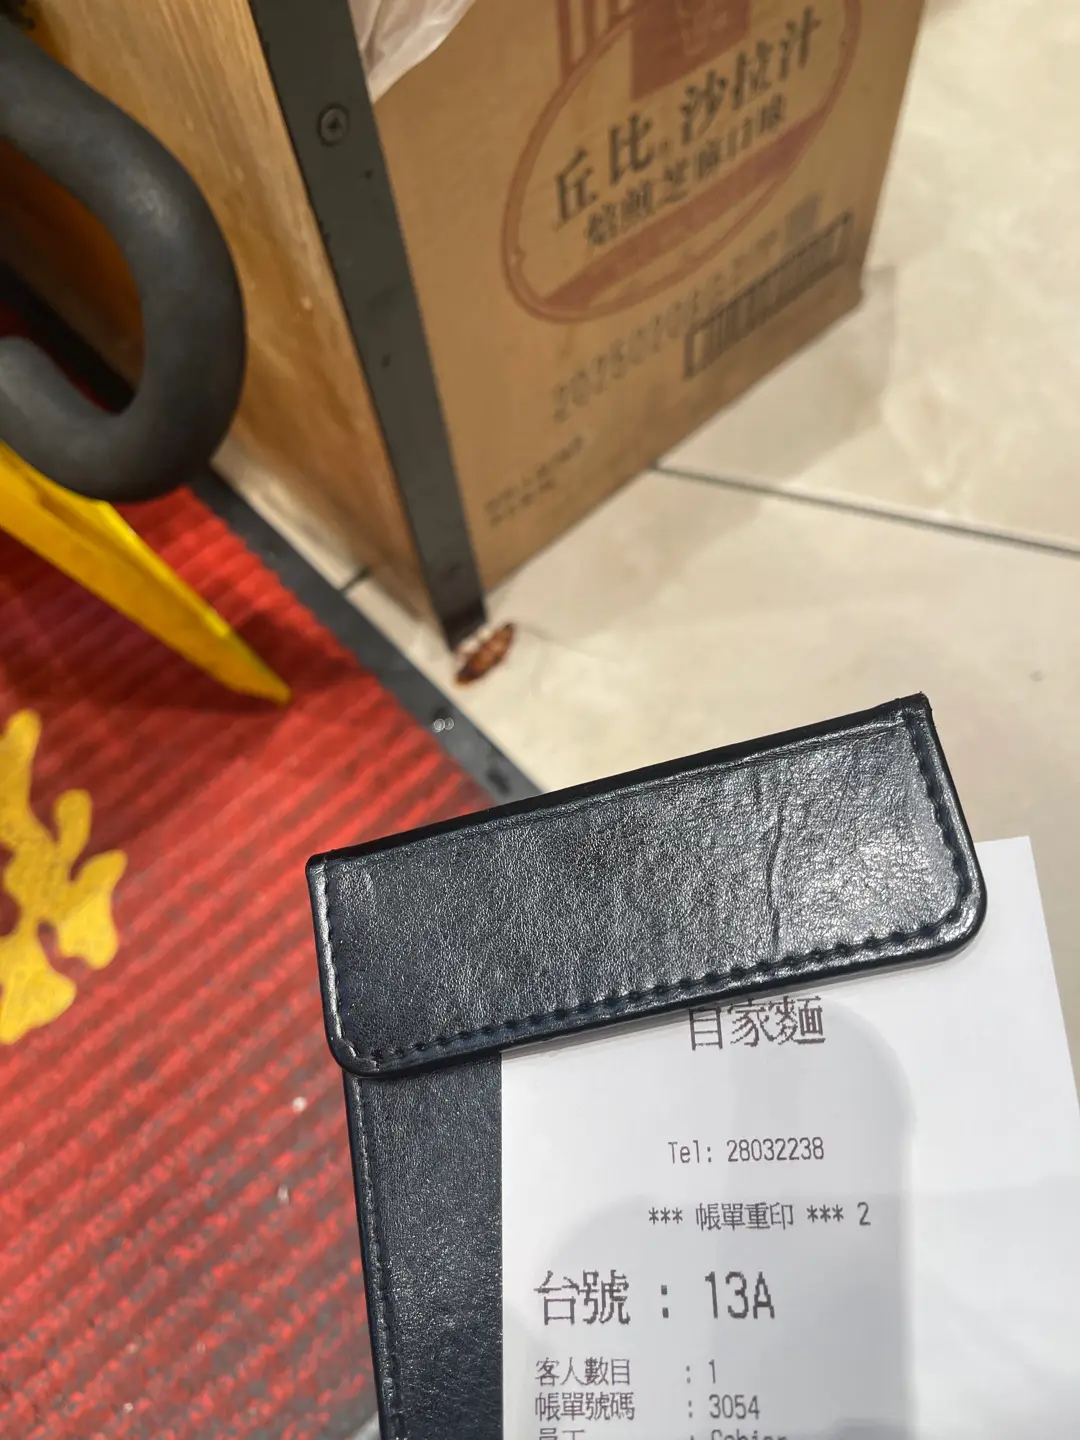 丘比 沙拉汁
焙煎芝麻口味
自家麵
Tel: 28032238
*** 帳單重印 *** 2
台號 : 13A
客人數目 : 1
帳單號碼 : 3054